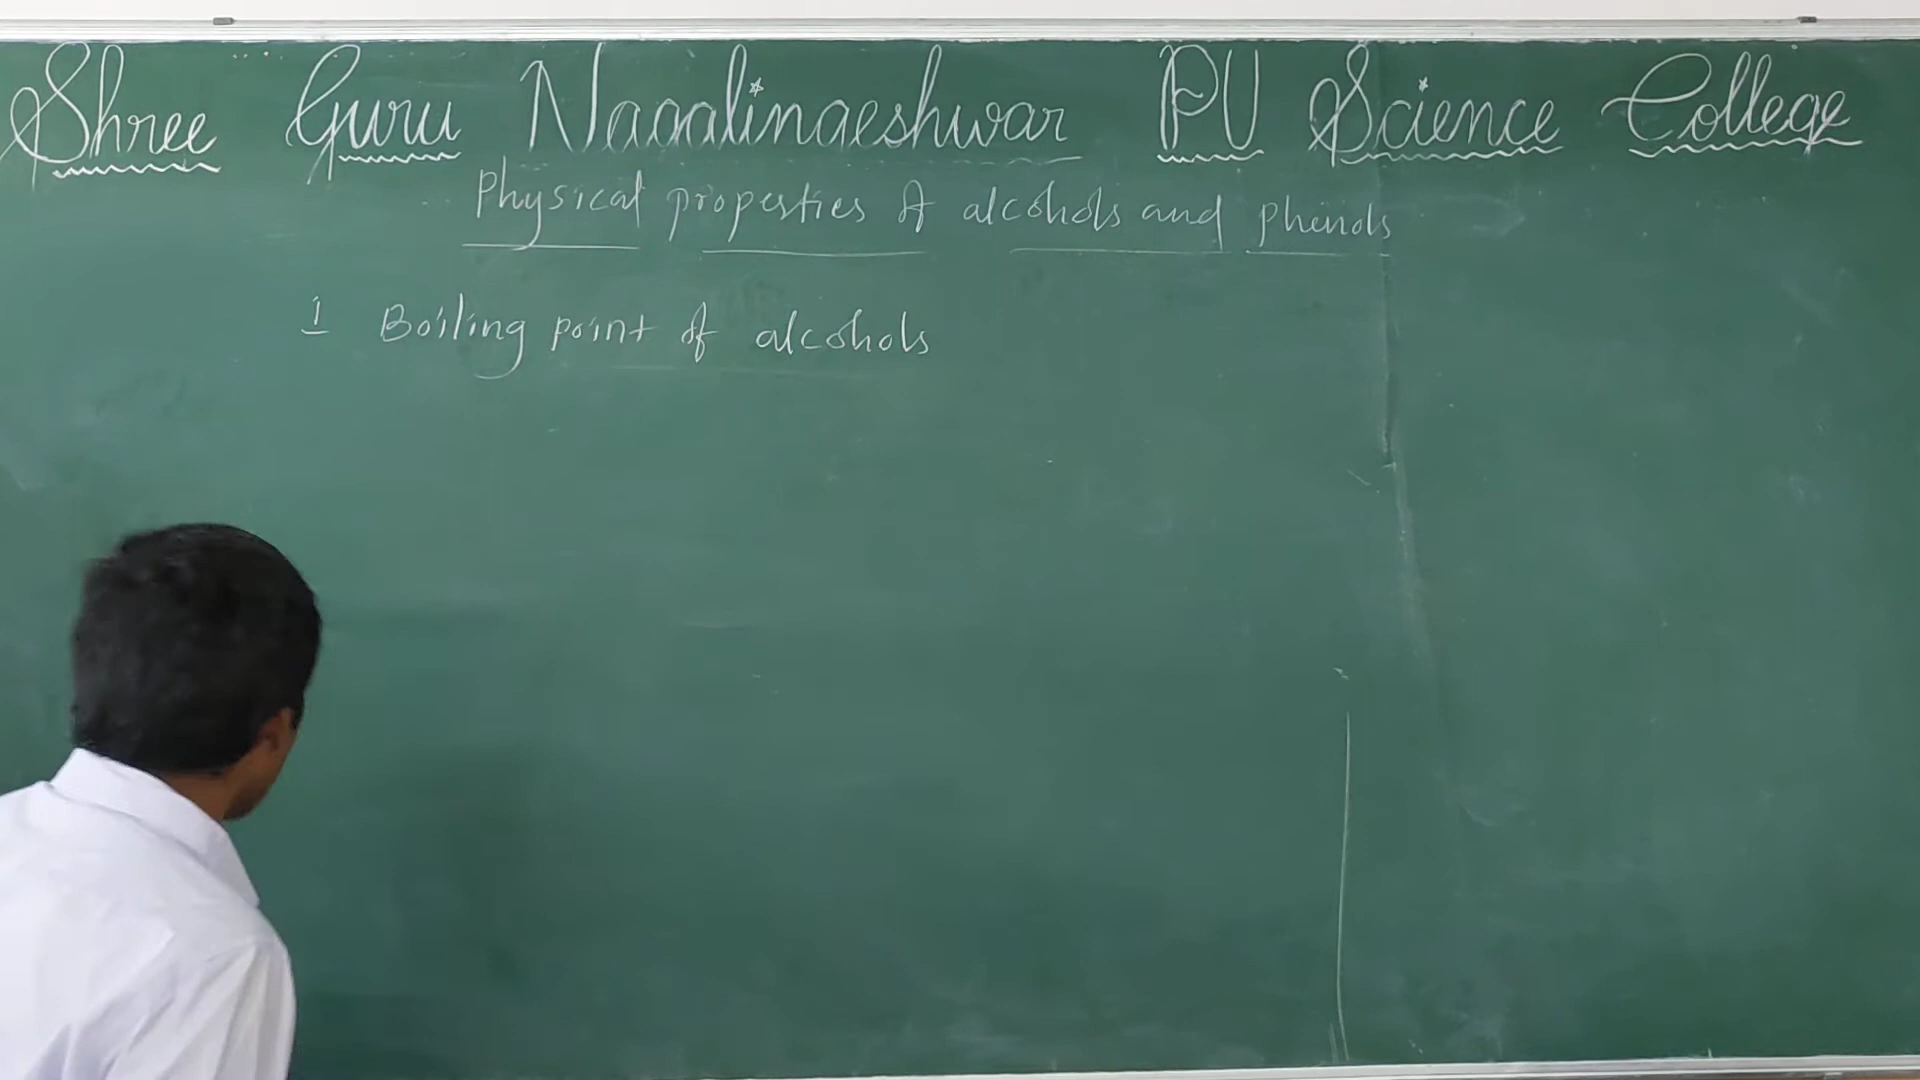 Shree Guru Nagalingeshwar PU Science College
Physical properties of alcohols and phenols
1 Boiling point of alcohols